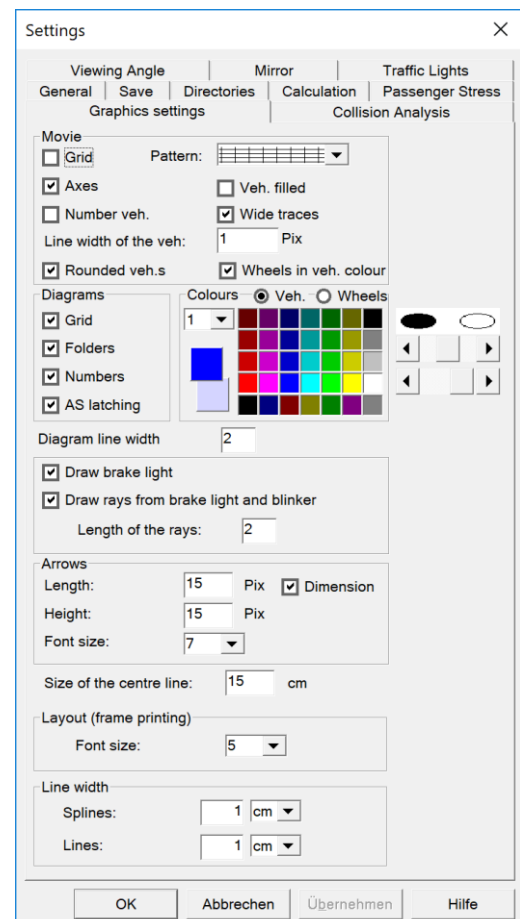 Settings
Viewing Angle Mirror Traffic Lights
General Save Directories Calculation Passenger Stress
Graphics settings Collision Analysis
Movie
Grid Pattern:
Axes Veh. filled
Number veh. Wide traces
Line width of the veh: 1 Pix
Rounded veh.s Wheels in veh. colour
Diagrams Colours Veh. Wheels
Grid 1
Folders
Numbers
AS latching
Diagram line width 2
Draw brake light
Draw rays from brake light and blinker
Length of the rays: 2
Arrows
Length: 15 Pix Dimension
Height: 15 Pix
Font size: 7
Size of the centre line: 15 cm
Layout (frame printing)
Font size: 5
Line width
Splines: 1 cm
Lines: 1 cm
OK Abbrechen Übernehmen Hilfe